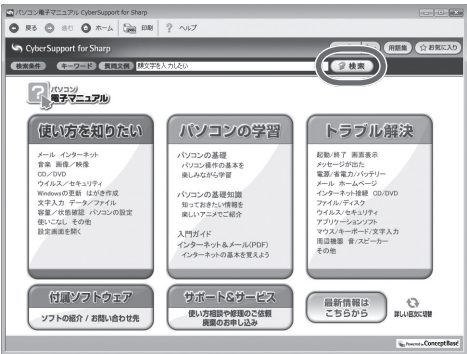 パソコン電子マニュアル CyberSupport for Sharp
戻る 進む ホーム 印刷 ? ヘルプ
CyberSupport for Sharp 用語集 ☆お気に入り
検索条件 キーワード 質問文例 顔文字を入力したい 検索
パソコン
電子マニュアル
使い方を知りたい
メール インターネット
音楽 画像／映像
CD／DVD
ウイルス／セキュリティ
Windowsの更新 はがき作成
文字入力 データ／ファイル
容量／状態確認 パソコンの設定
使いこなし その他
設定画面を開く
パソコンの学習
パソコンの基礎
パソコン操作の基本を
楽しみながら学習
パソコンの基礎知識
知っておきたい情報を
楽しいアニメでご紹介
入門ガイド
インターネット＆メール(PDF)
インターネットの基本を覚えよう
トラブル解決
起動/終了 画面表示
メッセージが出た
電源/省電力/バッテリー
メール ホームページ
インターネット接続 CD/DVD
ファイル/ディスク
ウイルス/セキュリティ
アプリケーションソフト
マウス/キーボード/文字入力
周辺機器 音/スピーカー
その他
付属ソフトウェア
ソフトの紹介 / お問い合わせ先
サポート&サービス
使い方相談や修理のご依頼
廃棄のお申し込み
最新情報は
こちらから
詳しい目次に切替
Powered by ConceptBase